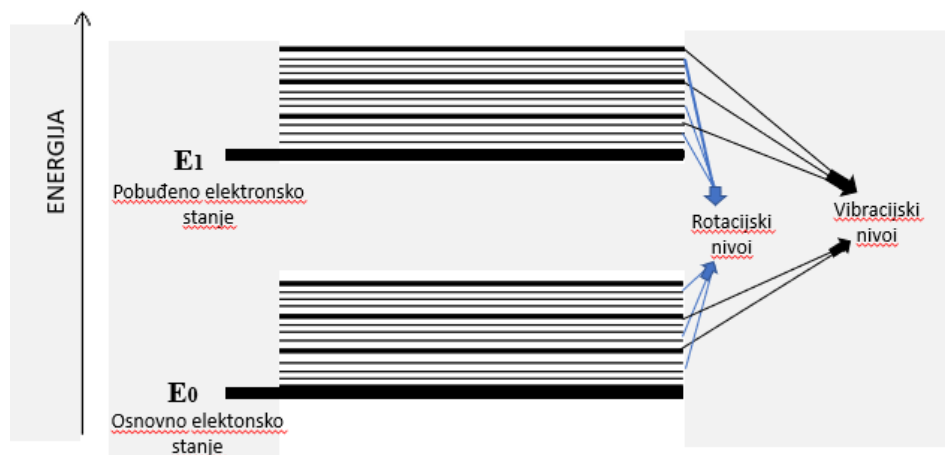 ENERGIJA
E1
Pobuđeno elektronsko
stanje
Rotacijski
nivoi
Vibracijski
nivoi
E0
Osnovno elektonsko
stanje